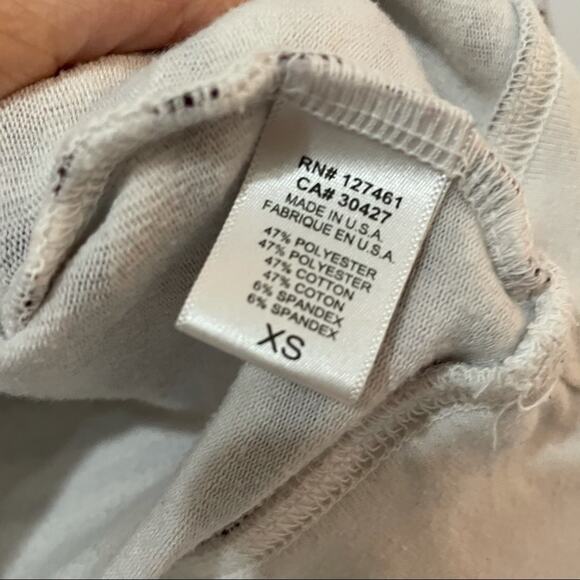 RN# 127461
CA# 30427
MADE IN U.S.A.
FABRIQUE EN U.S.A.
47% POLYESTER
47% POLYESTER
47% COTTON
47% COTON
6% SPANDEX
6% SPANDEX
XS